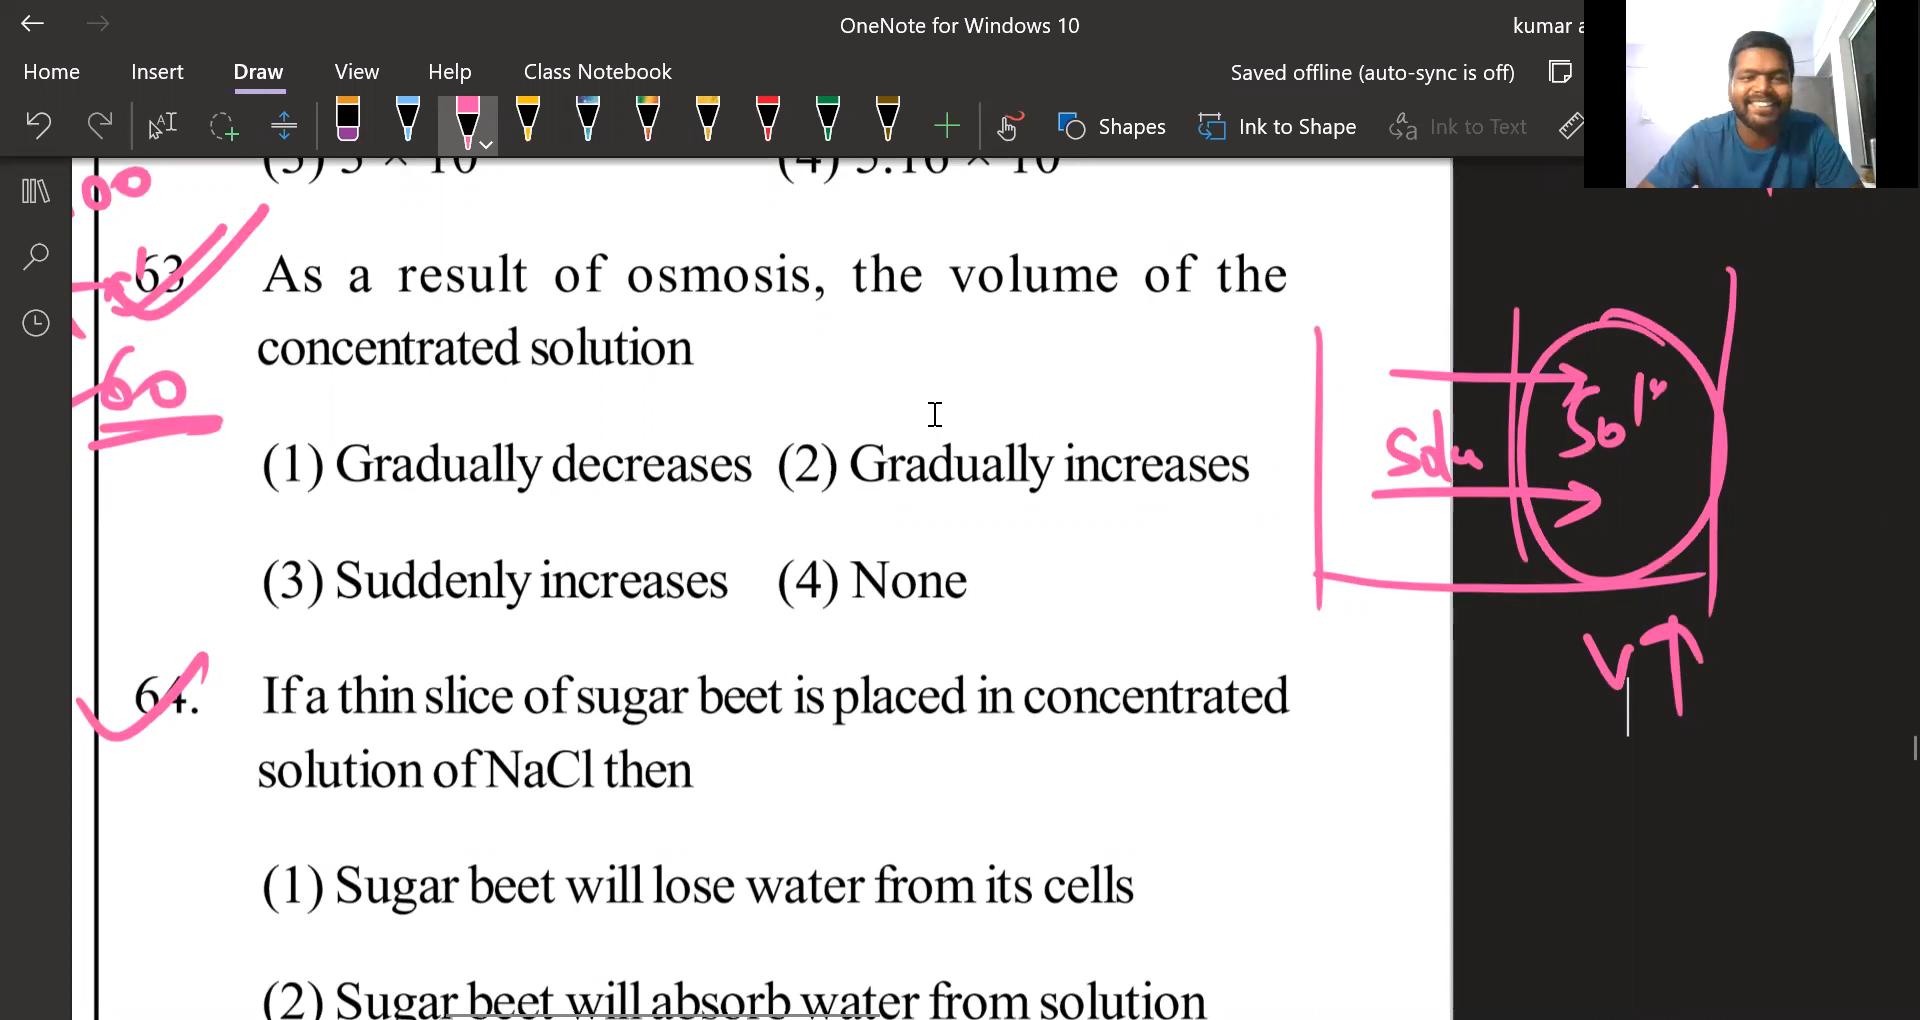 OneNote for Windows 10
kumar a
Home Insert Draw View Help Class Notebook
Saved offline (auto-sync is off)
Shapes Ink to Shape Ink to Text
00
63
As a result of osmosis, the volume of the
concentrated solution
60
(1) Gradually decreases (2) Gradually increases
(3) Suddenly increases (4) None
Sol
V↑
64. If a thin slice of sugar beet is placed in concentrated
solution of NaCl then
(1) Sugar beet will lose water from its cells
(2) Sugar beet will absorb water from solution